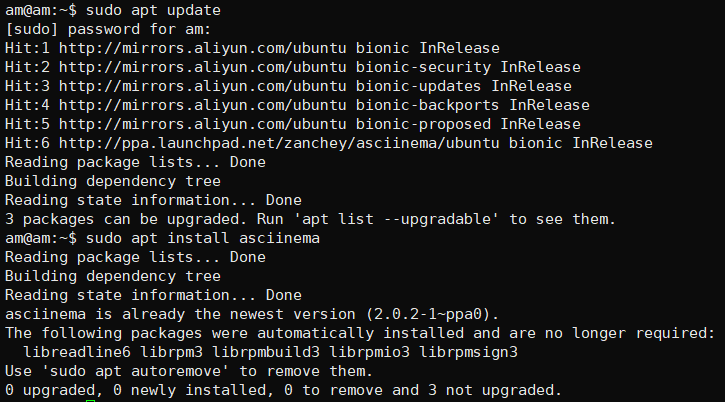 am@am:~$ sudo apt update
[sudo] password for am:
Hit:1 http://mirrors.aliyun.com/ubuntu bionic InRelease
Hit:2 http://mirrors.aliyun.com/ubuntu bionic-security InRelease
Hit:3 http://mirrors.aliyun.com/ubuntu bionic-updates InRelease
Hit:4 http://mirrors.aliyun.com/ubuntu bionic-backports InRelease
Hit:5 http://mirrors.aliyun.com/ubuntu bionic-proposed InRelease
Hit:6 http://ppa.launchpad.net/zanchey/asciinema/ubuntu bionic InRelease
Reading package lists... Done
Building dependency tree
Reading state information... Done
3 packages can be upgraded. Run 'apt list --upgradable' to see them.
am@am:~$ sudo apt install asciinema
Reading package lists... Done
Building dependency tree
Reading state information... Done
asciinema is already the newest version (2.0.2-1~ppa0).
The following packages were automatically installed and are no longer required:
  libreadline6 librpm3 librpmbuild3 librpmio3 librpmsign3
Use 'sudo apt autoremove' to remove them.
0 upgraded, 0 newly installed, 0 to remove and 3 not upgraded.